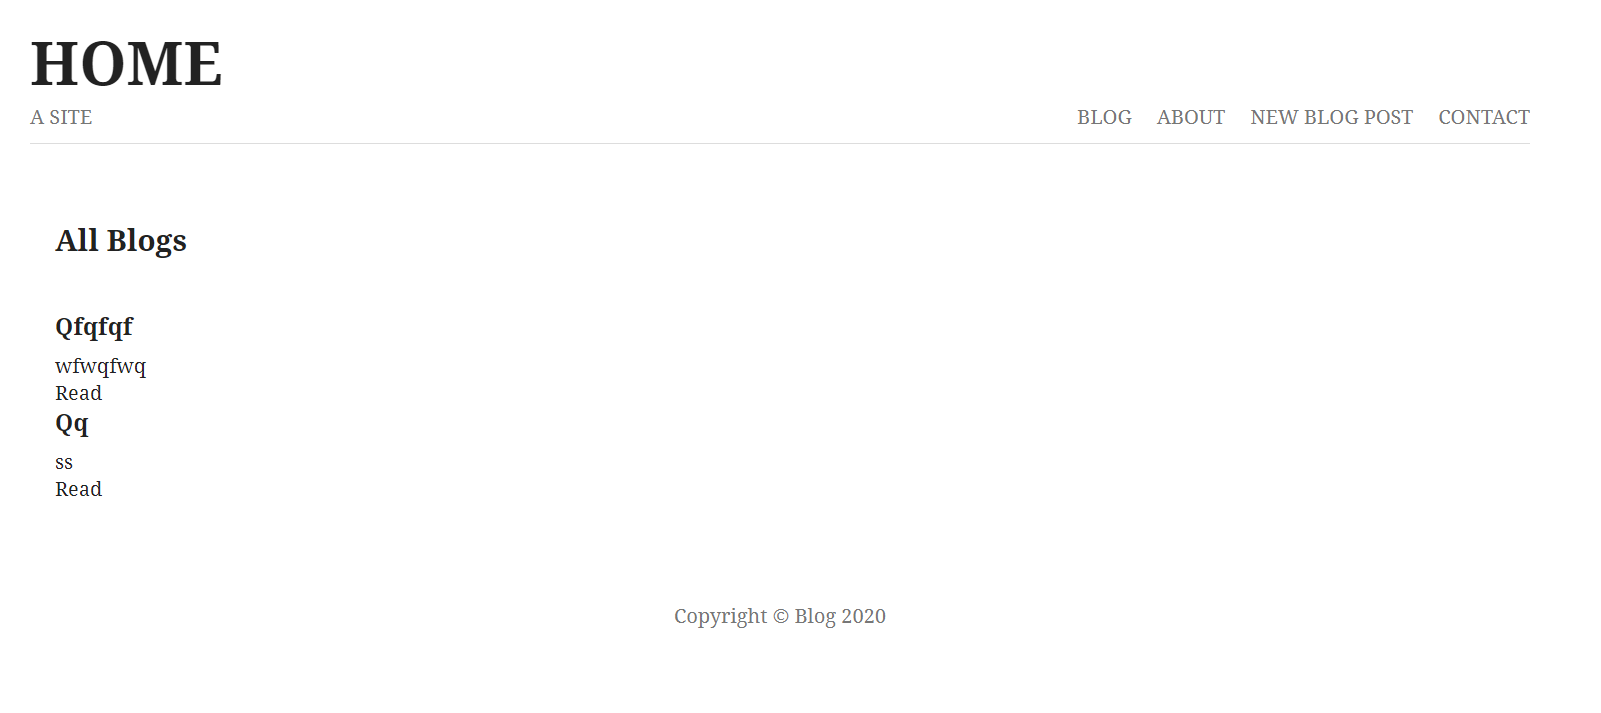 HOME
A SITE
BLOG ABOUT NEW BLOG POST CONTACT
All Blogs
Qfqfqf
wfwqfwq
Read
Qq
ss
Read
Copyright © Blog 2020